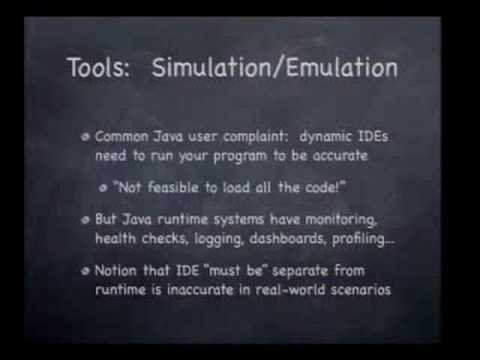 Tools: Simulation/Emulation
Common Java user complaint: dynamic IDEs
need to run your program to be accurate
"Not feasible to load all the code!"
But Java runtime systems have monitoring,
health checks, logging, dashboards, profiling...
Notion that IDE "must be" separate from
runtime is inaccurate in real-world scenarios